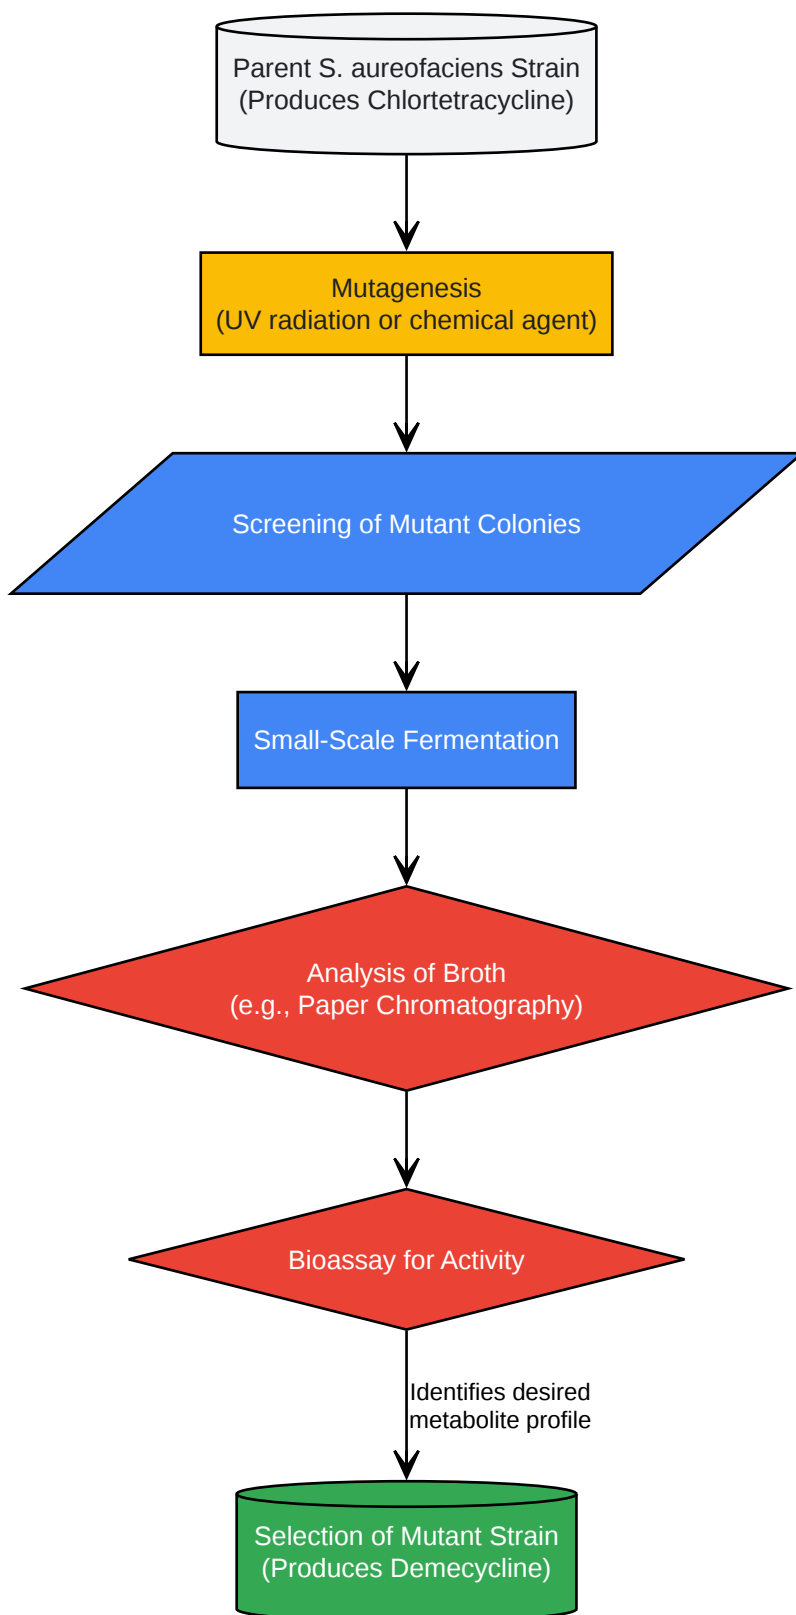 Parent S. aureofaciens Strain
(Produces Chlortetracycline)
Mutagenesis
(UV radiation or chemical agent)
Screening of Mutant Colonies
Small-Scale Fermentation
Analysis of Broth
(e.g., Paper Chromatography)
Bioassay for Activity
Identifies desired
metabolite profile
Selection of Mutant Strain
(Produces Demecycline)